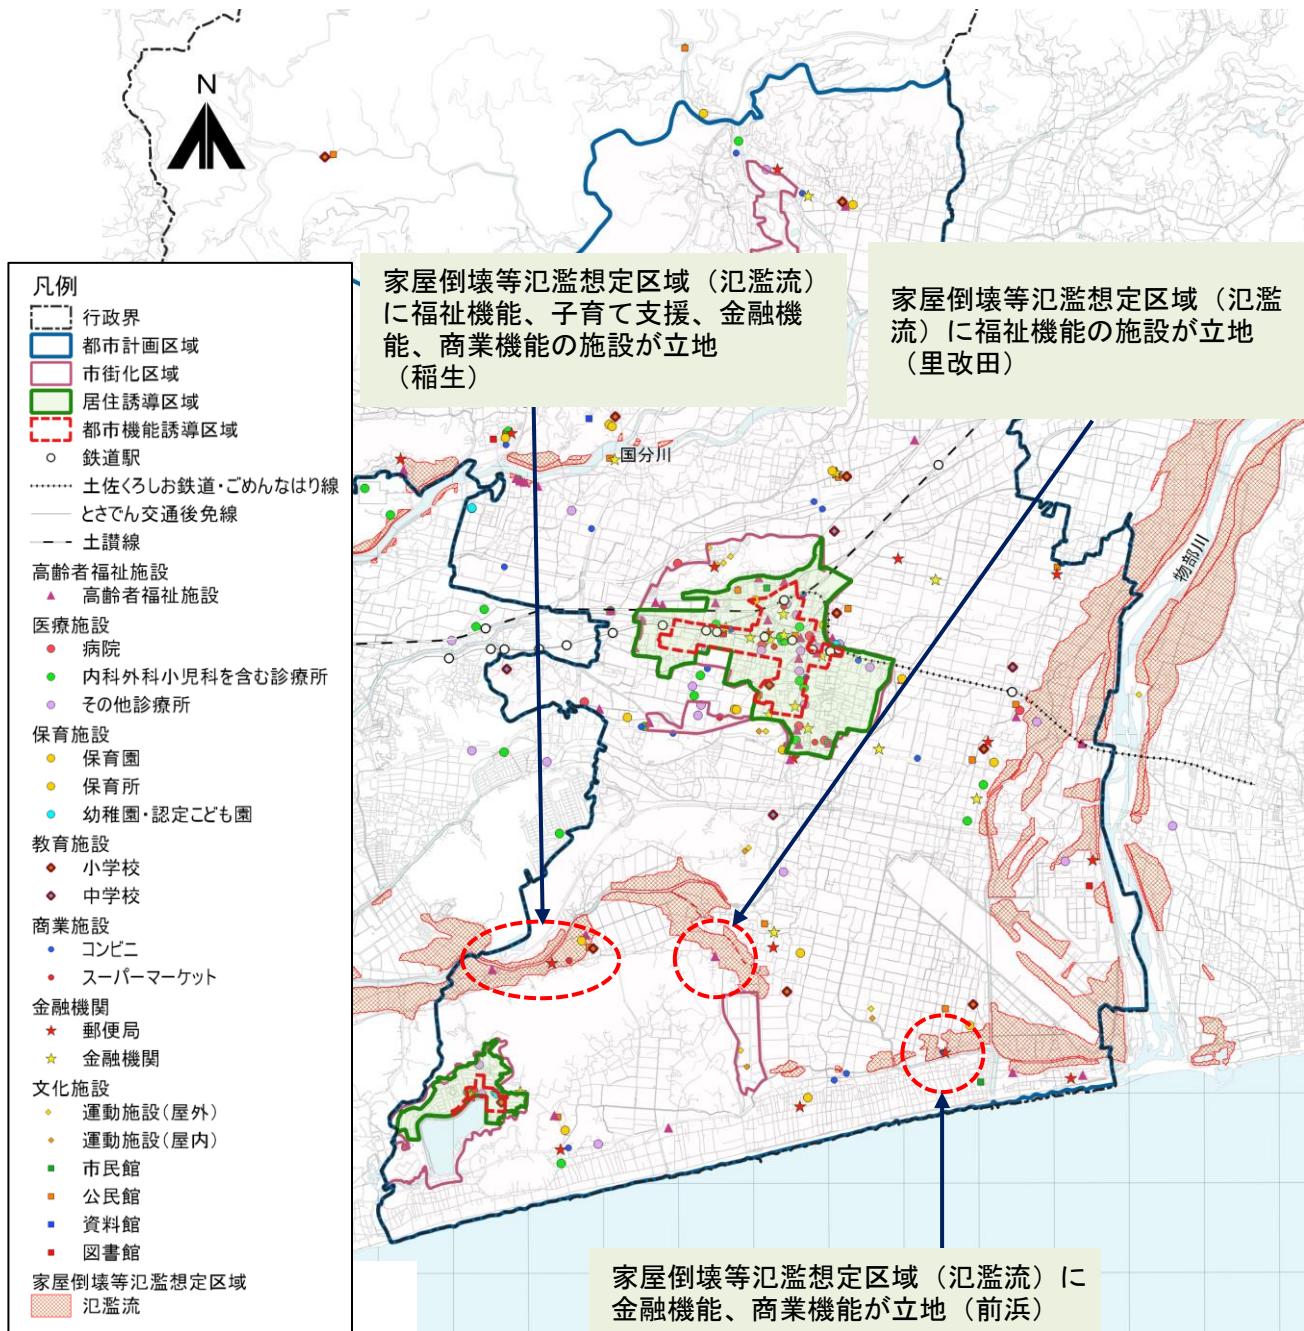 N
家屋倒壊等氾濫想定区域（氾濫流）
に福祉機能、子育て支援、金融機
能、商業機能の施設が立地
（稲生）
家屋倒壊等氾濫想定区域（氾濫
流）に福祉機能の施設が立地
（里改田）
凡例
行政界
都市計画区域
市街化区域
居住誘導区域
都市機能誘導区域
鉄道駅
土佐くろしお鉄道・ごめんなはり線
とさでん交通後免線
土讃線
高齢者福祉施設
高齢者福祉施設
医療施設
病院
内科外科小児科を含む診療所
その他診療所
保育施設
保育園
保育所
幼稚園・認定こども園
教育施設
小学校
中学校
商業施設
コンビニ
スーパーマーケット
金融機関
郵便局
金融機関
文化施設
運動施設(屋外)
運動施設(屋内)
市民館
公民館
資料館
図書館
家屋倒壊等氾濫想定区域
氾濫流
国分川
物部川
家屋倒壊等氾濫想定区域（氾濫流）に
金融機能、商業機能が立地（前浜）